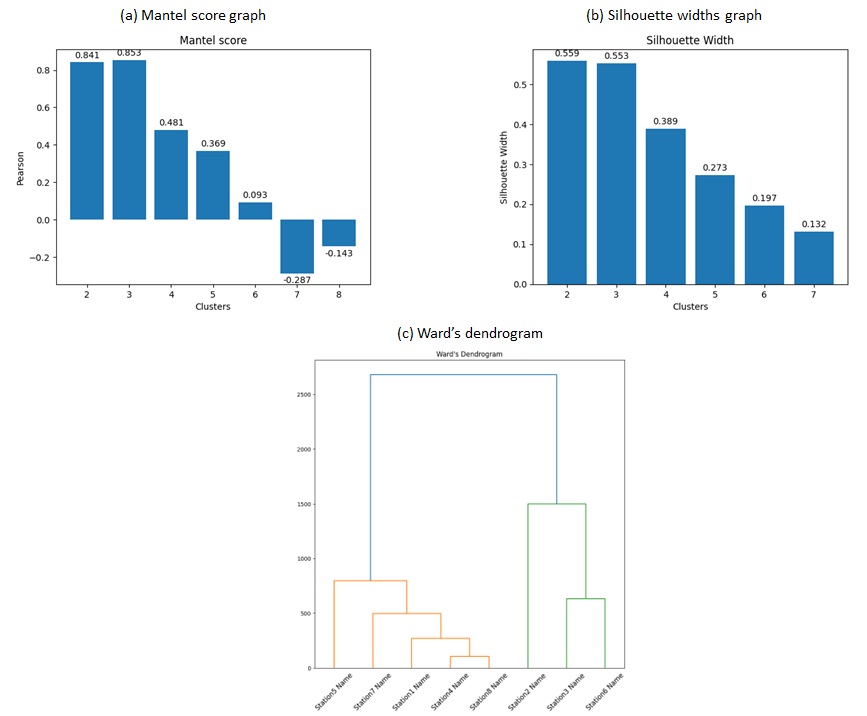 (a) Mantel score graph
Mantel score
0.841
0.853
0.481
0.369
0.093
-0.287
-0.143
0.8
0.6
0.4
0.2
0.0
−0.2
Pearson
2 3 4 5 6 7 8
Clusters
(b) Silhouette widths graph
Silhouette Width
0.559
0.553
0.389
0.273
0.197
0.132
0.5
0.4
0.3
0.2
0.1
0.0
Silhouette Width
2 3 4 5 6 7
Clusters
(c) Ward’s dendrogram
Ward's Dendrogram
2500
2000
1500
1000
500
0
Station5 Name
Station7 Name
Station1 Name
Station4 Name
Station8 Name
Station2 Name
Station3 Name
Station6 Name